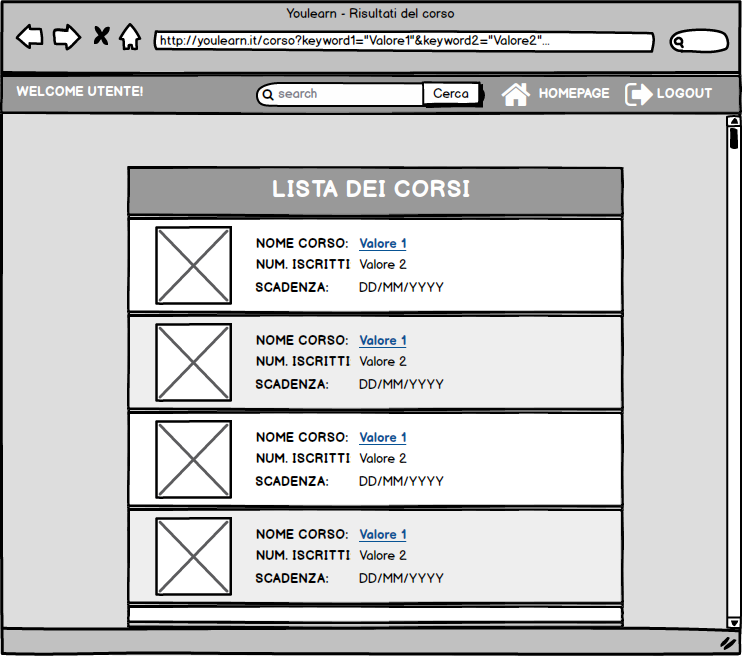 Youlearn - Risultati del corso
http://youlearn.it/corso?keyword1="Valore1"&keyword2="Valore2"...
WELCOME UTENTE! search Cerca HOMEPAGE LOGOUT
LISTA DEI CORSI
NOME CORSO: Valore 1
NUM. ISCRITTI Valore 2
SCADENZA: DD/MM/YYYY
NOME CORSO: Valore 1
NUM. ISCRITTI Valore 2
SCADENZA: DD/MM/YYYY
NOME CORSO: Valore 1
NUM. ISCRITTI Valore 2
SCADENZA: DD/MM/YYYY
NOME CORSO: Valore 1
NUM. ISCRITTI Valore 2
SCADENZA: DD/MM/YYYY